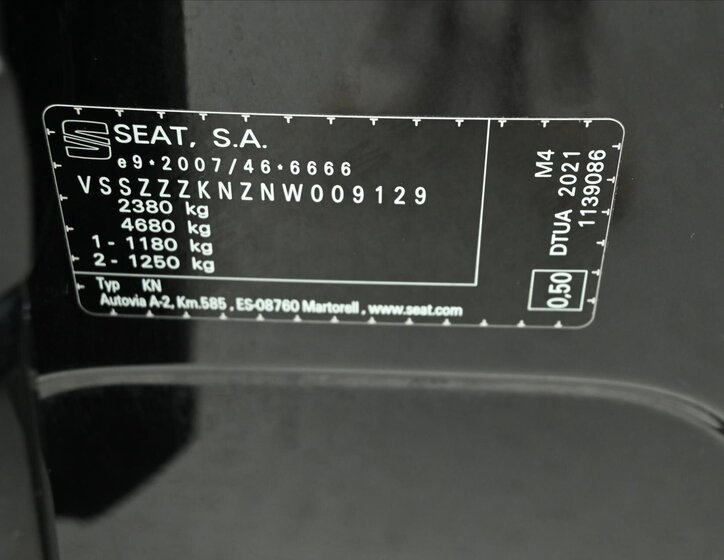 SEAT, S.A.
e9*2007/46*6666
VSSZZZKNZNW009129
2380 kg
4680 kg
1 - 1180 kg
2 - 1250 kg
Typ KN
Autovia A-2, Km.585 , ES-08760 Martorell , www.seat.com
M4
DTUA 2021
1139086
0,50